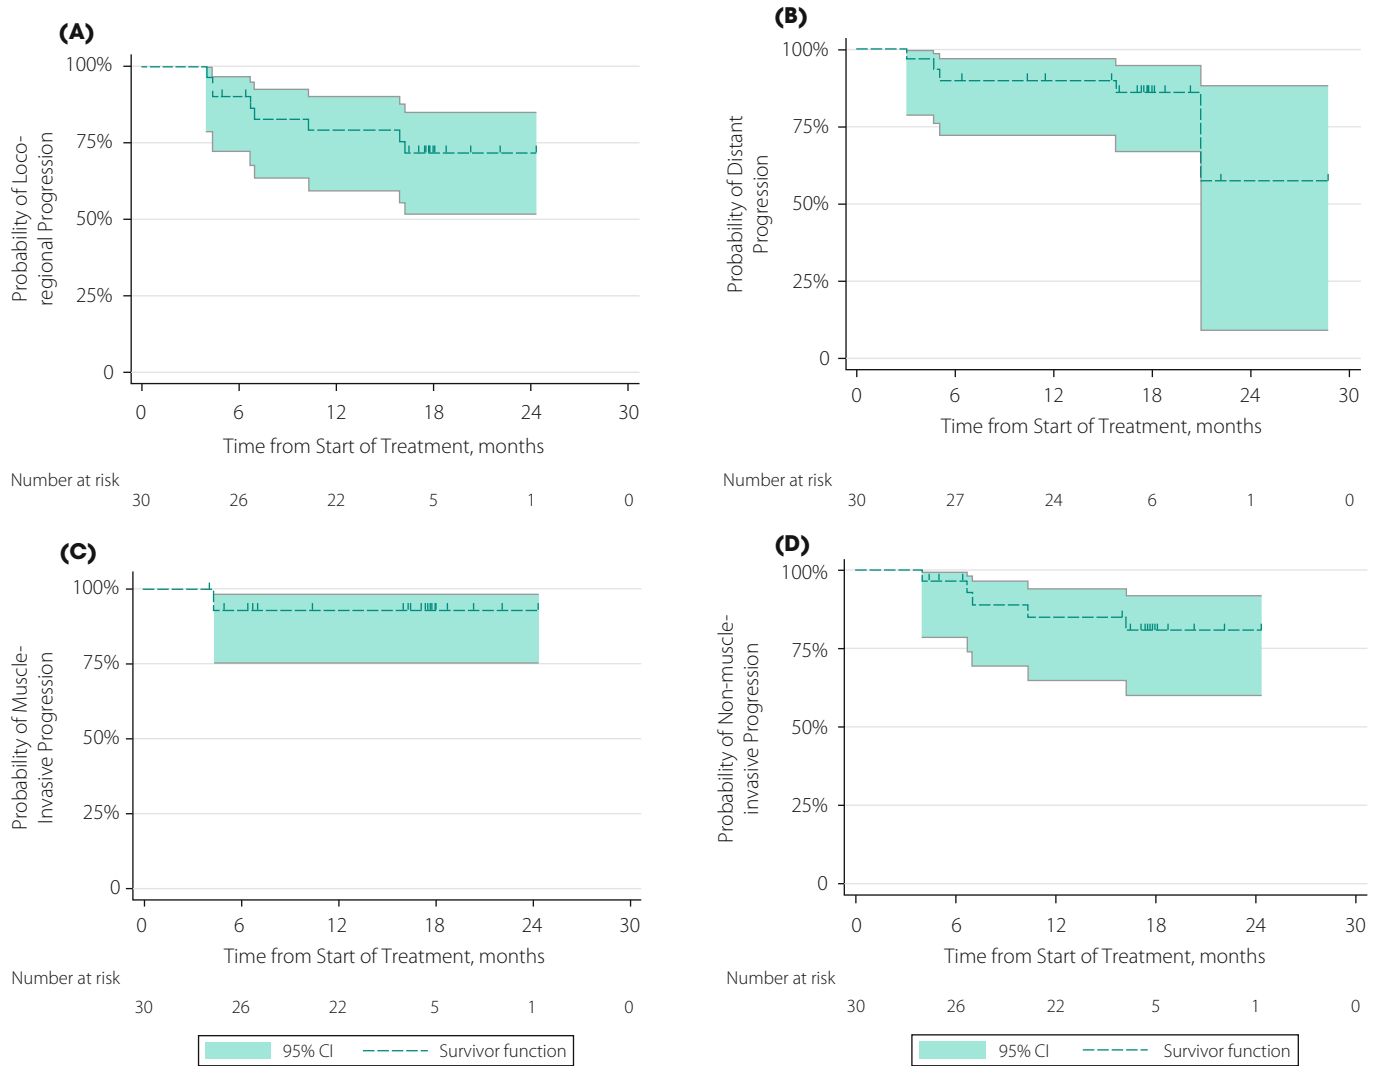 (A)
100%
75%
50%
25%
0
Probability of Loco-
regional Progression
0 6 12 18 24 30
Time from Start of Treatment, months
Number at risk
30 26 22 5 1 0
(B)
100%
75%
50%
25%
0
Probability of Distant
Progression
0 6 12 18 24 30
Time from Start of Treatment, months
Number at risk
30 27 24 6 1 0
(C)
100%
75%
50%
25%
0
Probability of Muscle-
Invasive Progression
0 6 12 18 24 30
Time from Start of Treatment, months
Number at risk
30 26 22 5 1 0
95% CI Survivor function
(D)
100%
75%
50%
25%
0
Probability of Non-muscle-
invasive Progression
0 6 12 18 24 30
Time from Start of Treatment, months
Number at risk
30 26 22 5 1 0
95% CI Survivor function